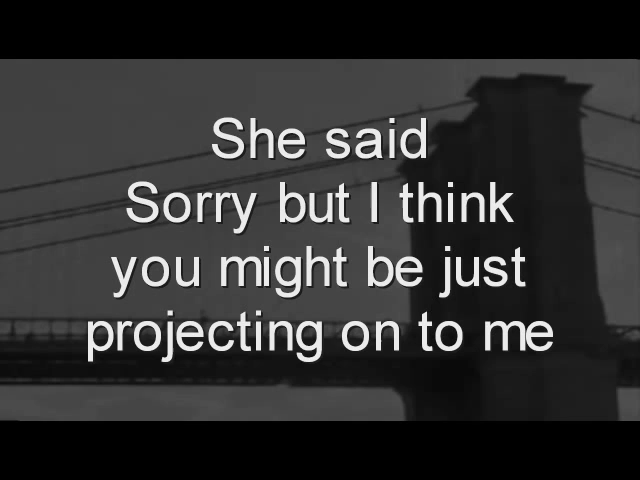 She said
Sorry but I think
you might be just
projecting on to me